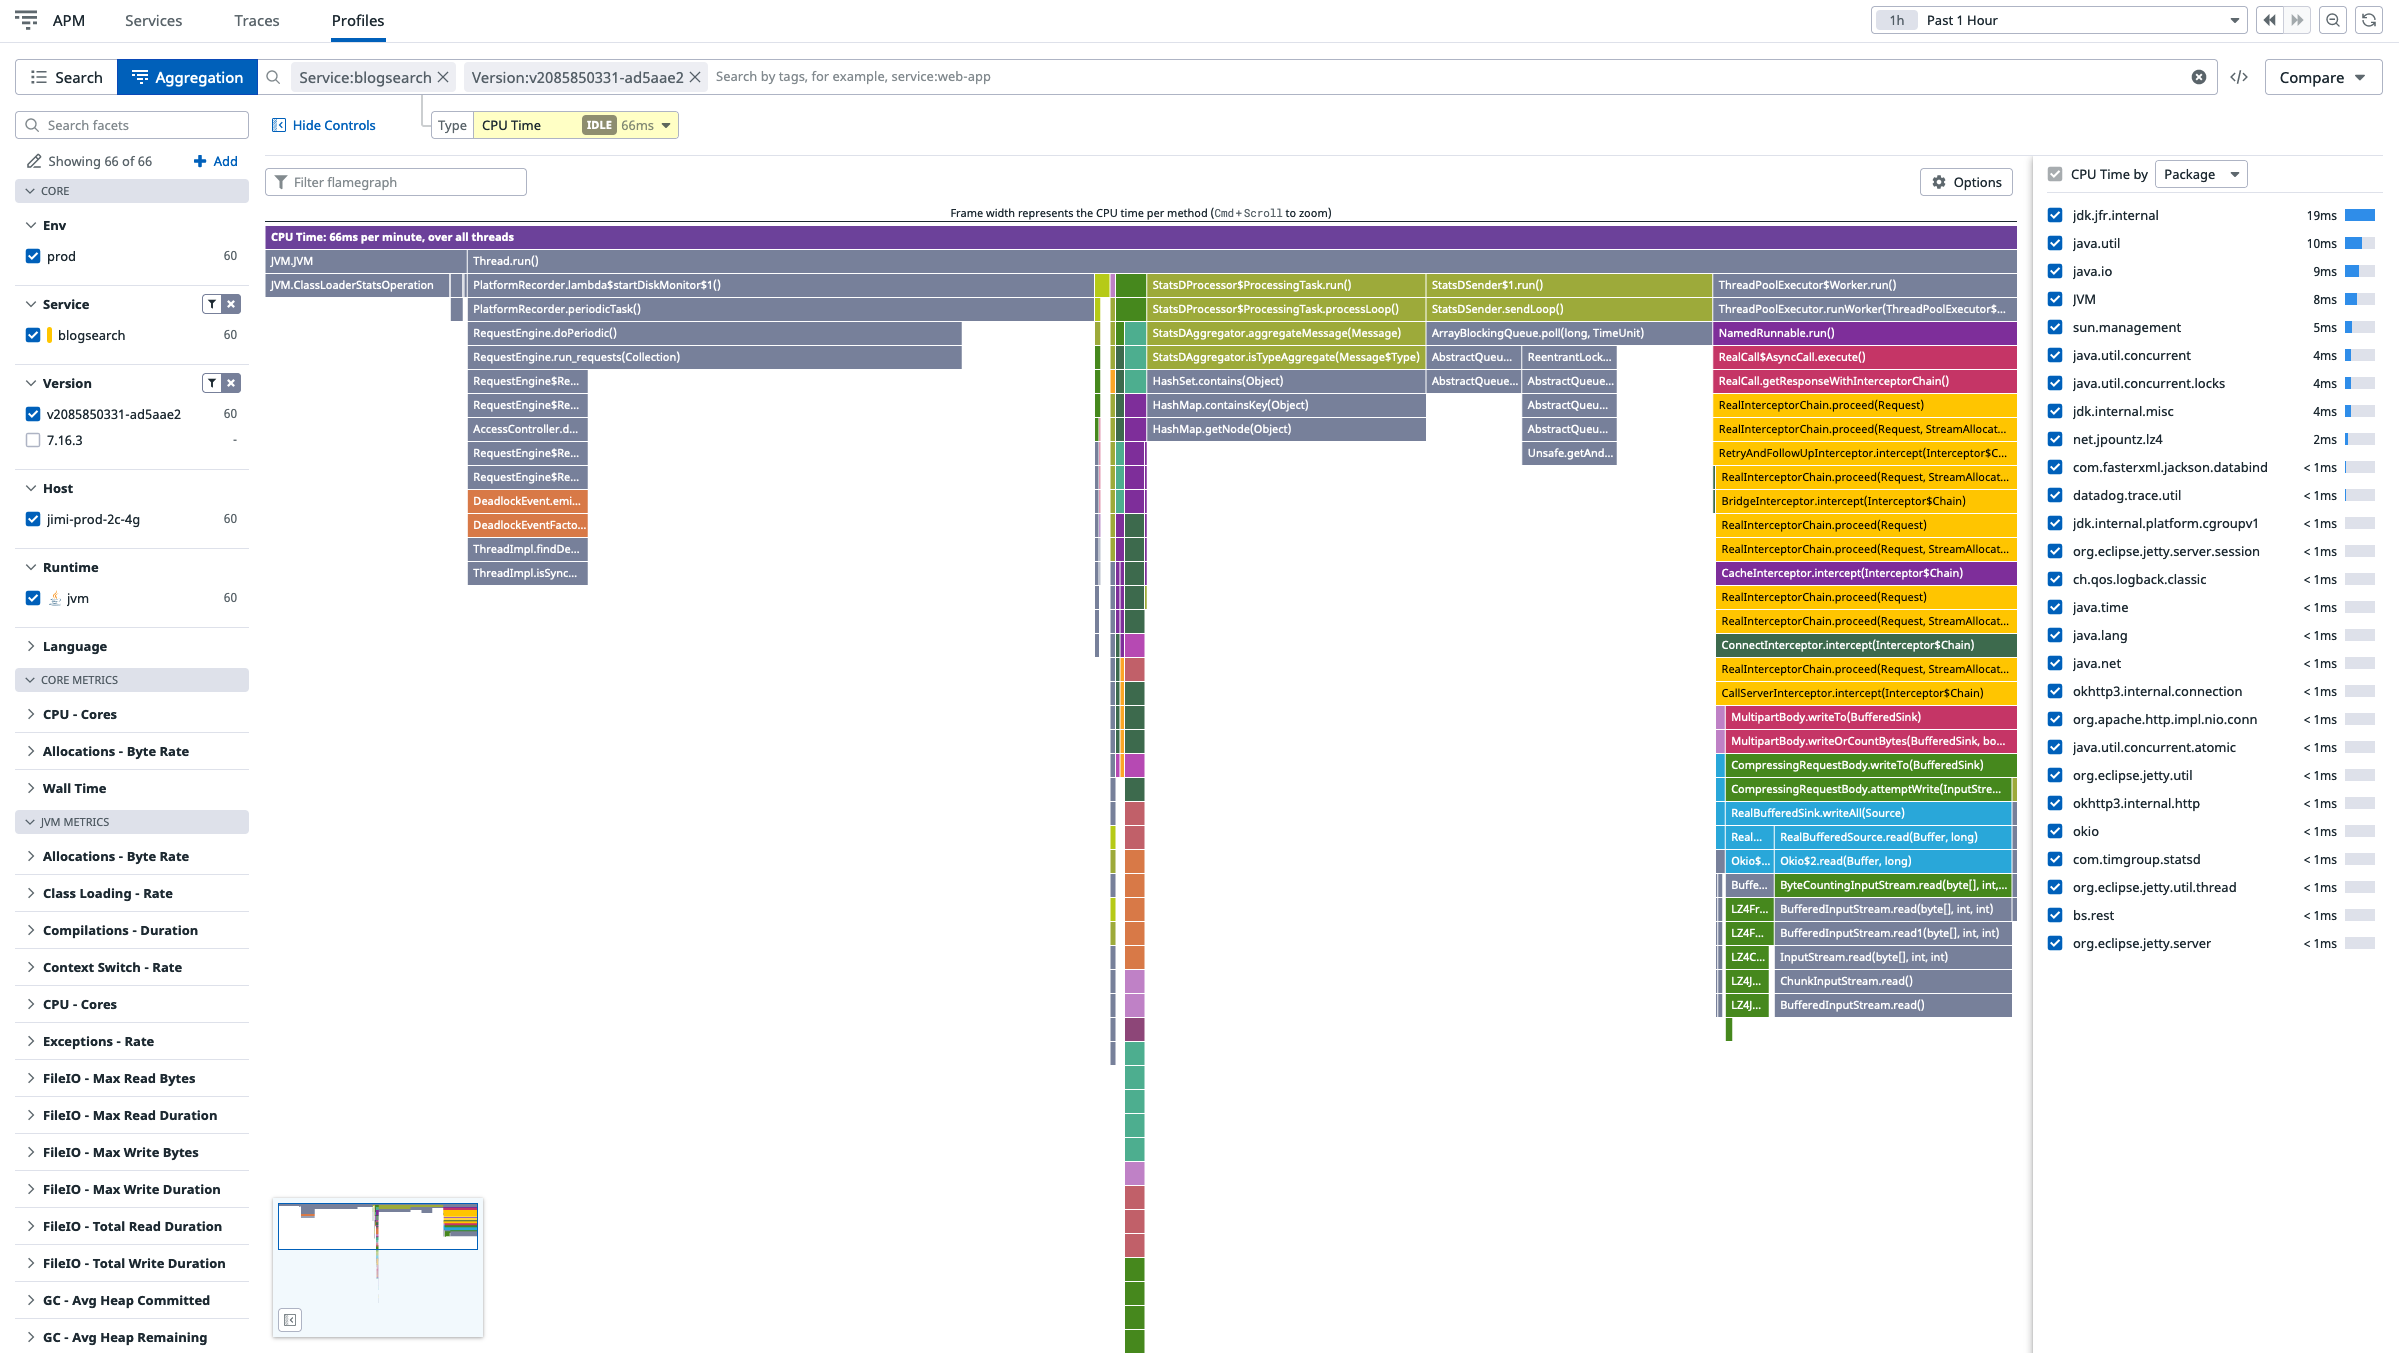 APM Services Traces Profiles 1h Past 1 Hour
Search Aggregation Service:blogsearch Version:v2085850331-ad5aae2 Search by tags, for example, service:web-app Compare
Search facets
Hide Controls
Type CPU Time IDLE 66ms
Showing 66 of 66 Add
CORE
Env
prod 60
Service
blogsearch 60
Version
v2085850331-ad5aae2 60
7.16.3 -
Host
jimi-prod-2c-4g 60
Runtime
jvm 60
Language
CORE METRICS
CPU - Cores
Allocations - Byte Rate
Wall Time
JVM METRICS
Allocations - Byte Rate
Class Loading - Rate
Compilations - Duration
Context Switch - Rate
CPU - Cores
Exceptions - Rate
FileIO - Max Read Bytes
FileIO - Max Read Duration
FileIO - Max Write Bytes
FileIO - Max Write Duration
FileIO - Total Read Duration
FileIO - Total Write Duration
GC - Avg Heap Committed
GC - Avg Heap Remaining
Filter flamegraph
Options
Frame width represents the CPU time per method (Cmd+Scroll to zoom)
CPU Time: 66ms per minute, over all threads
JVM.JVM Thread.run()
JVM.ClassLoaderStatsOperation PlatformRecorder.lambda$startDiskMonitor$1() StatsDProcessor$ProcessingTask.run() StatsDSender$1.run() ThreadPoolExecutor$Worker.run()
PlatformRecorder.periodicTask() StatsDProcessor$ProcessingTask.processLoop() StatsDSender.sendLoop() ThreadPoolExecutor.runWorker(ThreadPoolExecutor$...
RequestEngine.doPeriodic() StatsDAggregator.aggregateMessage(Message) ArrayBlockingQueue.poll(long, TimeUnit) NamedRunnable.run()
RequestEngine.run_requests(Collection) StatsDAggregator.isTypeAggregate(Message$Type) AbstractQueu... ReentrantLock... RealCall$AsyncCall.execute()
RequestEngine$Re... HashSet.contains(Object) AbstractQueue... AbstractQueue... RealCall.getResponseWithInterceptorChain()
RequestEngine$Re... HashMap.containsKey(Object) AbstractQueu... RealInterceptorChain.proceed(Request)
AccessController.d... HashMap.getNode(Object) AbstractQueu... RealInterceptorChain.proceed(Request, StreamAllocat...
RequestEngine$Re... Unsafe.getAnd... RetryAndFollowUpInterceptor.intercept(Interceptor$C...
RequestEngine$Re... RealInterceptorChain.proceed(Request, StreamAllocat...
DeadlockEvent.emi... BridgeInterceptor.intercept(Interceptor$Chain)
DeadlockEventFacto... RealInterceptorChain.proceed(Request)
ThreadImpl.findDe... RealInterceptorChain.proceed(Request, StreamAllocat...
ThreadImpl.isSync... CacheInterceptor.intercept(Interceptor$Chain)
RealInterceptorChain.proceed(Request)
RealInterceptorChain.proceed(Request, StreamAllocat...
ConnectInterceptor.intercept(Interceptor$Chain)
RealInterceptorChain.proceed(Request, StreamAllocat...
CallServerInterceptor.intercept(Interceptor$Chain)
MultipartBody.writeTo(BufferedSink)
MultipartBody.writeOrCountBytes(BufferedSink, bo...
CompressingRequestBody.writeTo(BufferedSink)
CompressingRequestBody.attemptWrite(InputStre...
RealBufferedSink.writeAll(Source)
Real... RealBufferedSource.read(Buffer, long)
Okio$... Okio$2.read(Buffer, long)
Buffe... ByteCountingInputStream.read(byte[], int,...
LZ4Fr... BufferedInputStream.read(byte[], int, int)
LZ4F... BufferedInputStream.read1(byte[], int, int)
LZ4C... InputStream.read(byte[], int, int)
LZ4J... ChunkInputStream.read()
LZ4J... BufferedInputStream.read()
CPU Time by Package
jdk.jfr.internal 19ms
java.util 10ms
java.io 9ms
JVM 8ms
sun.management 5ms
java.util.concurrent 4ms
java.util.concurrent.locks 4ms
jdk.internal.misc 4ms
net.jpountz.lz4 2ms
com.fasterxml.jackson.databind < 1ms
datadog.trace.util < 1ms
jdk.internal.platform.cgroupv1 < 1ms
org.eclipse.jetty.server.session < 1ms
ch.qos.logback.classic < 1ms
java.time < 1ms
java.lang < 1ms
java.net < 1ms
okhttp3.internal.connection < 1ms
org.apache.http.impl.nio.conn < 1ms
java.util.concurrent.atomic < 1ms
org.eclipse.jetty.util < 1ms
okhttp3.internal.http < 1ms
okio < 1ms
com.timgroup.statsd < 1ms
org.eclipse.jetty.util.thread < 1ms
bs.rest < 1ms
org.eclipse.jetty.server < 1ms